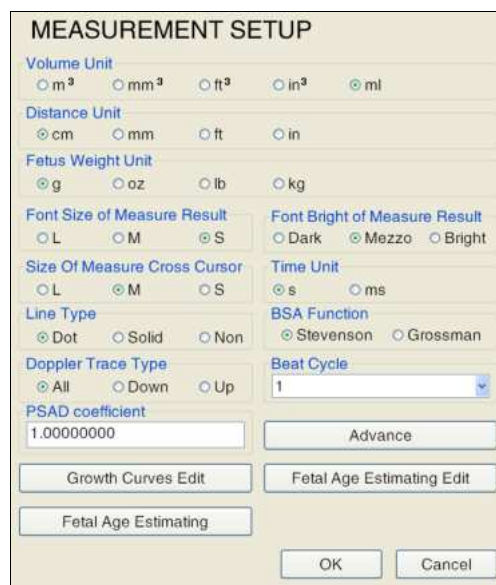 MEASUREMENT SETUP
Volume Unit
m³ mm³ ft³ in³ ml
Distance Unit
cm mm ft in
Fetus Weight Unit
g oz lb kg
Font Size of Measure Result Font Bright of Measure Result
L M S Dark Mezzo Bright
Size Of Measure Cross Cursor Time Unit
L M S s ms
Line Type BSA Function
Dot Solid Non Stevenson Grossman
Doppler Trace Type Beat Cycle
All Down Up 1
PSAD coefficient
1.00000000 Advance
Growth Curves Edit Fetal Age Estimating Edit
Fetal Age Estimating
OK Cancel